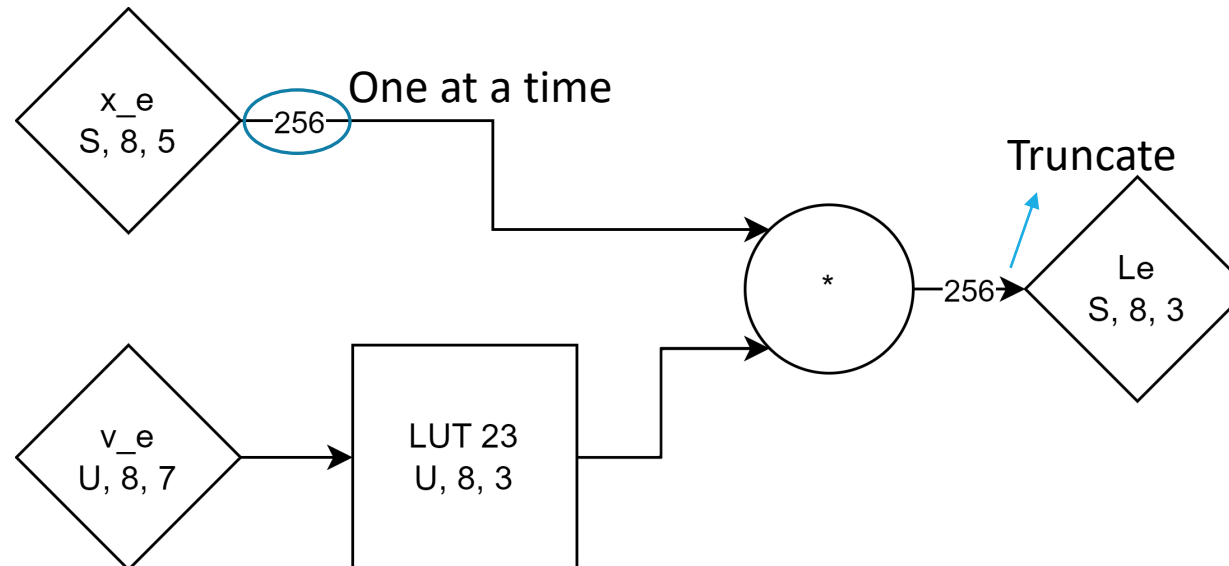 x_e
S, 8, 5
256
One at a time
Truncate
*
256
Le
S, 8, 3
v_e
U, 8, 7
LUT 23
U, 8, 3